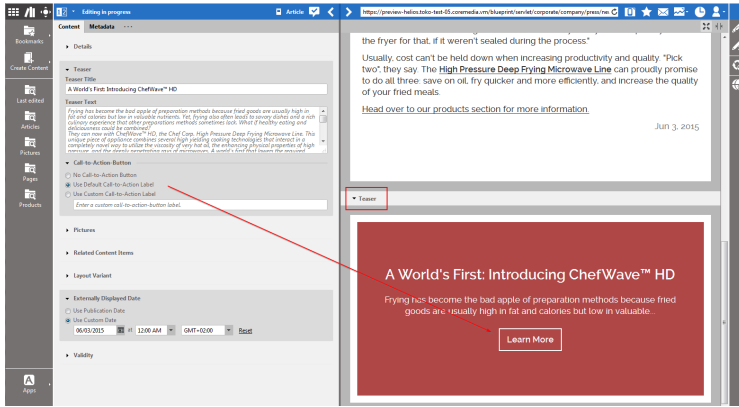 Editing in progress
Article
https://preview-helios.toko-test-05.coremedia.vm/blueprint/servlet/corporate/company/press/ne
Bookmarks
Create Content
Last edited
Articles
Pictures
Pages
Products
Apps
Content Metadata ...
Details
Teaser
Teaser Title
A World's First: Introducing ChefWave™ HD
Teaser Text
Frying has become the bad apple of preparation methods because fried goods are usually high in
fat and calories but low in valuable nutrients. Yet, frying also often leads to savory dishes and a rich
culinary experience that other preparations methods sometimes lack. What if healthy eating and
deliciousness could be combined?
They can now with ChefWave™ HD, the Chef Corp. High Pressure Deep Frying Microwave Line. This
unique piece of appliance combines several high yielding cooking technologies that interact in a
completely novel way to utilize the viscosity of very hot oil, the enhancing physical properties of high
pressure, and the deeply penetrating rays of microwaves. A world's first that lowers the required
Call-to-Action-Button
No Call-to-Action Button
Use Default Call-to-Action Label
Use Custom Call-to-Action Label
Enter a custom call-to-action-button label.
Pictures
Related Content Items
Layout Variant
Externally Displayed Date
Use Publication Date
Use Custom Date
06/03/2015 at 12:00 AM GMT+02:00 Reset
Validity
the fryer for that, if it weren't sealed during the process."
Usually, cost can't be held down when increasing productivity and quality. "Pick
two", they say. The High Pressure Deep Frying Microwave Line can proudly promise
to do all three: save on oil, fry quicker and more efficiently, and increase the quality
of your fried meals.
Head over to our products section for more information.
Jun 3, 2015
Teaser
A World's First: Introducing ChefWave™ HD
Frying has become the bad apple of preparation methods because fried
goods are usually high in fat and calories but low in valuable...
Learn More